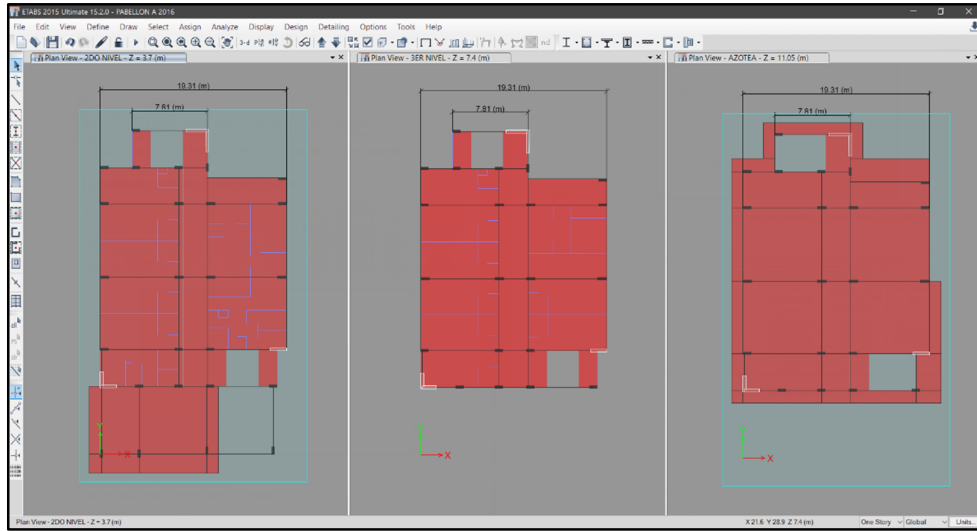 ETABS 2015 Ultimate 15.2.0 - PABELLON A 2016
File Edit View Define Draw Select Assign Analyze Display Design Detailing Options Tools Help
3-d
nd
Plan View - 2DO NIVEL - Z = 3.7 (m)
Plan View - 3ER NIVEL - Z = 7.4 (m)
Plan View - AZOTEA - Z = 11.05 (m)
19.31 (m)
7.81 (m)
Y
X
19.31 (m)
7.81 (m)
Y
X
19.31 (m)
7.81 (m)
Y
X
Plan View - 2DO NIVEL - Z = 3.7 (m)
X 21.6 Y 28.9 Z 7.4 (m)
One Story
Global
Units